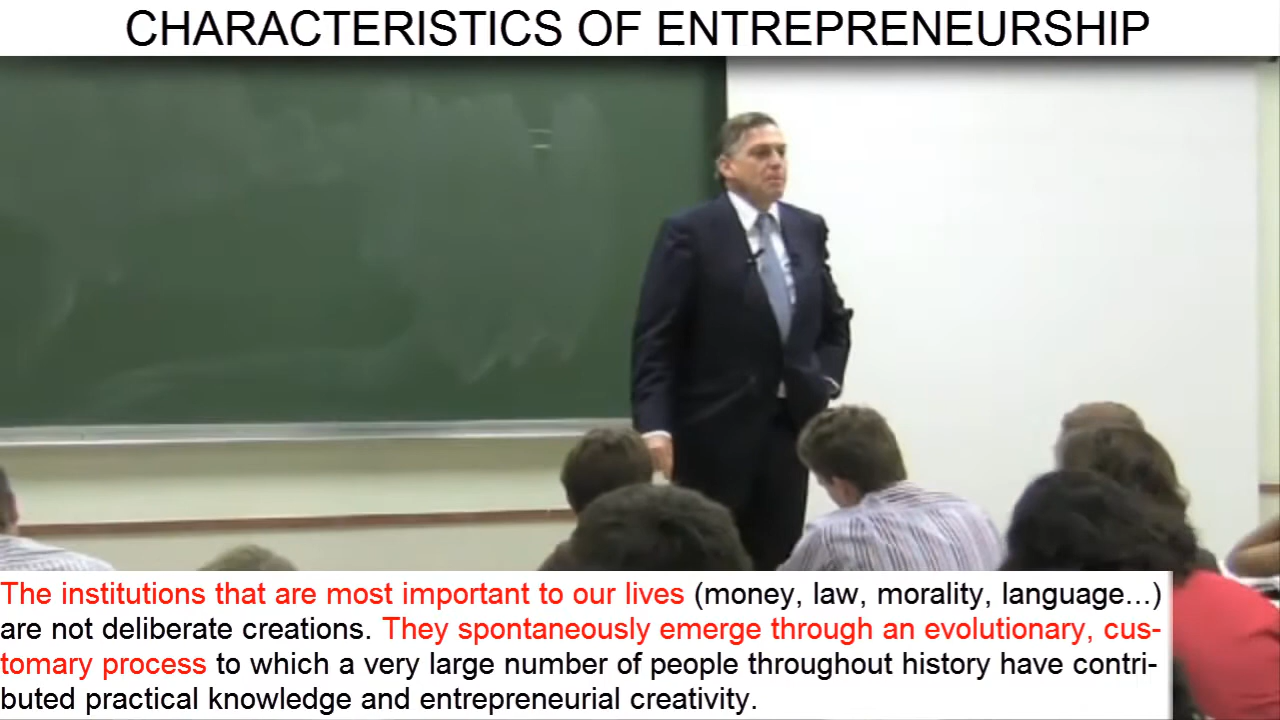 CHARACTERISTICS OF ENTREPRENEURSHIP
The institutions that are most important to our lives (money, law, morality, language...)
are not deliberate creations. They spontaneously emerge through an evolutionary, cus-
tomary process to which a very large number of people throughout history have contri-
buted practical knowledge and entrepreneurial creativity.